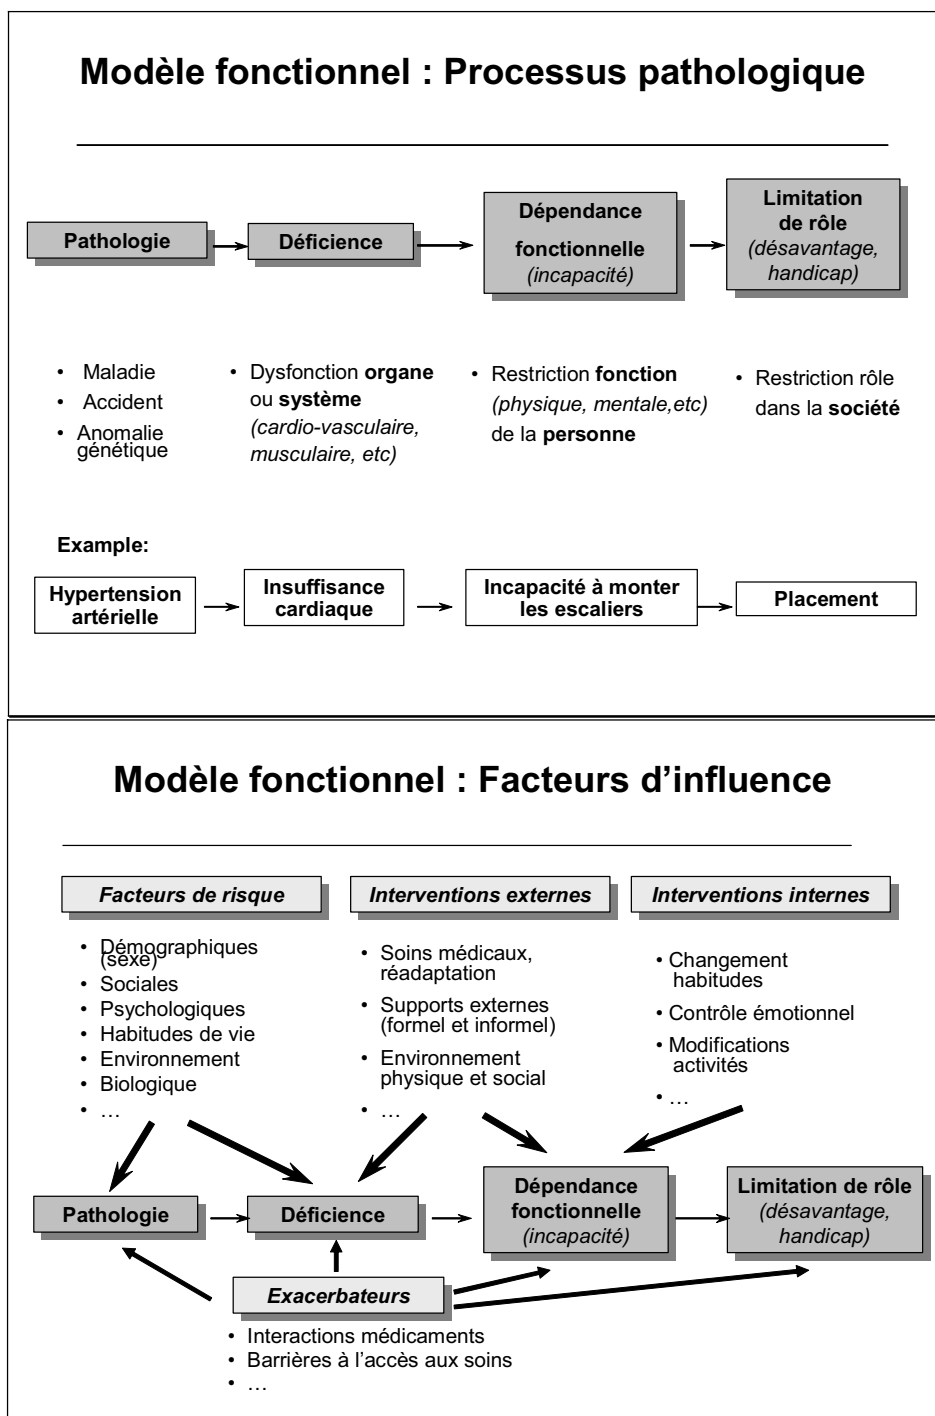 Modèle fonctionnel : Processus pathologique
Pathologie
Déficience
Dépendance
fonctionnelle
(incapacité)
Limitation
de rôle
(désavantage,
handicap)
• Maladie
• Accident
• Anomalie
génétique
• Dysfonction organe
ou système
(cardio-vasculaire,
musculaire, etc)
• Restriction fonction
(physique, mentale,etc)
de la personne
• Restriction rôle
dans la société
Example:
Hypertension
artérielle
Insuffisance
cardiaque
Incapacité à monter
les escaliers
Placement
Modèle fonctionnel : Facteurs d’influence
Facteurs de risque
• Démographiques
(sexe)
• Sociales
• Psychologiques
• Habitudes de vie
• Environnement
• Biologique
• …
Interventions externes
• Soins médicaux,
réadaptation
• Supports externes
(formel et informel)
• Environnement
physique et social
• …
Interventions internes
• Changement
habitudes
• Contrôle émotionnel
• Modifications
activités
• …
Pathologie
Déficience
Dépendance
fonctionnelle
(incapacité)
Limitation de rôle
(désavantage,
handicap)
Exacerbateurs
• Interactions médicaments
• Barrières à l’accès aux soins
• …